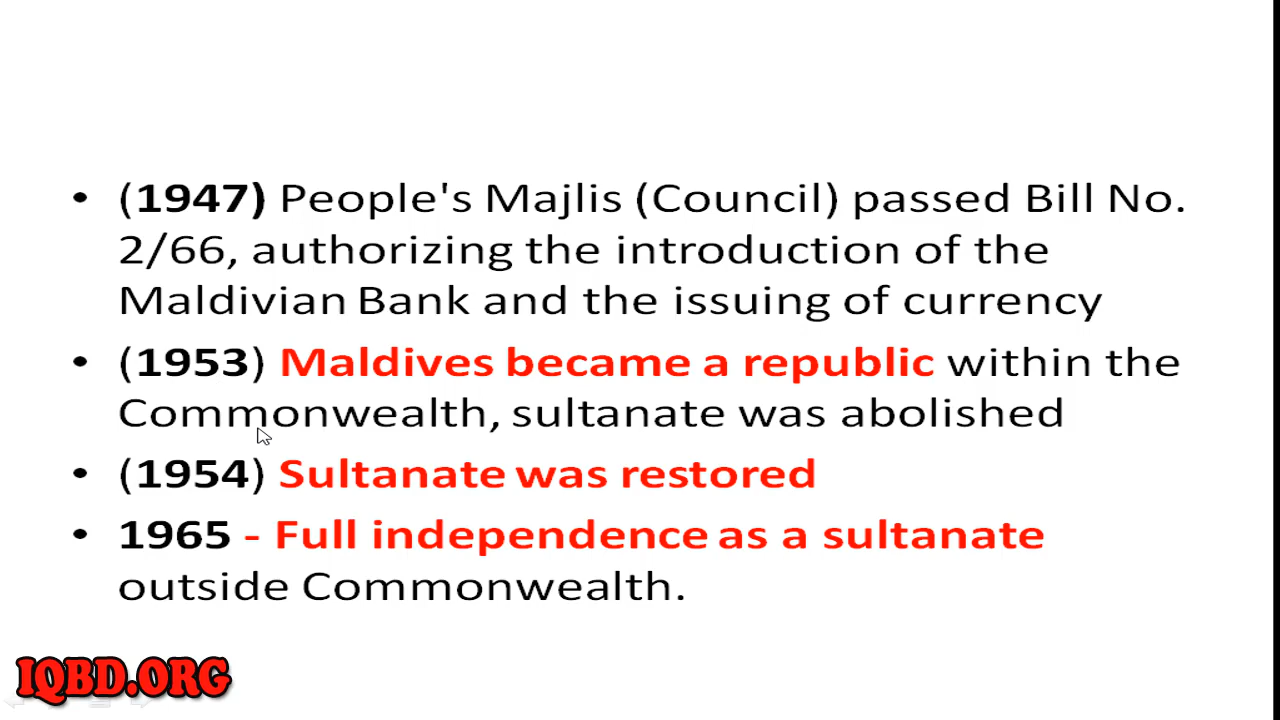 • (1947) People's Majlis (Council) passed Bill No.
2/66, authorizing the introduction of the
Maldivian Bank and the issuing of currency
• (1953) Maldives became a republic within the
Commonwealth, sultanate was abolished
• (1954) Sultanate was restored
• 1965 - Full independence as a sultanate
outside Commonwealth.
IQBD.ORG